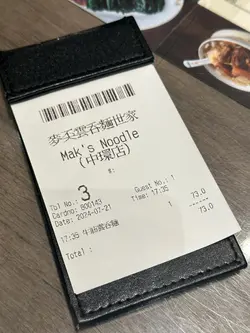 麥奀雲吞麵世家
Mak's Noodle
(中環店)
#:
Tbl No.: 3 Guest No.: 1
Cardno: 800143 Time: 17:35
Date: 2024-07-21
17:35 牛腩雲吞麵 1 73.0
73.0
Total :